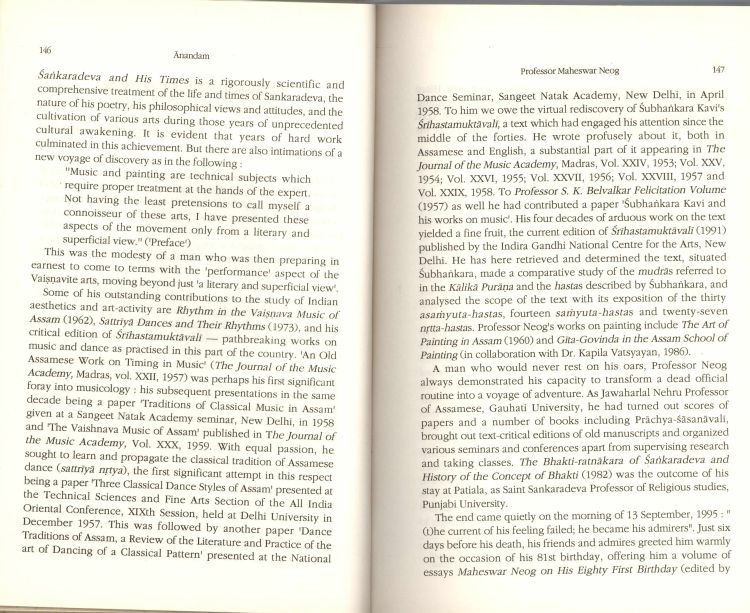 146
Ānandam
Śaṅkaradeva and His Times is a rigorously scientific and
comprehensive treatment of the life and times of Sankaradeva, the
nature of his poetry, his philosophical views and attitudes, and the
cultivation of various arts during those years of unprecedented
cultural awakening. It is evident that years of hard work
culminated in this achievement. But there are also intimations of a
new voyage of discovery as in the following :
"Music and painting are technical subjects which
require proper treatment at the hands of the expert.
Not having the least pretensions to call myself a
connoisseur of these arts, I have presented these
aspects of the movement only from a literary and
superficial view." ('Preface')
This was the modesty of a man who was then preparing in
earnest to come to terms with the 'performance' aspect of the
Vaiṣṇavite arts, moving beyond just 'a literary and superficial view'.
Some of his outstanding contributions to the study of Indian
aesthetics and art-activity are Rhythm in the Vaiṣṇava Music of
Assam (1962), Sattrīyā Dances and Their Rhythms (1973), and his
critical edition of Śrīhastamuktāvalī — pathbreaking works on
music and dance as practised in this part of the country. 'An Old
Assamese Work on Timing in Music' (The Journal of the Music
Academy, Madras, vol. XXII, 1957) was perhaps his first significant
foray into musicology : his subsequent presentations in the same
decade being a paper 'Traditions of Classical Music in Assam'
given at a Sangeet Natak Academy seminar, New Delhi, in 1958
and 'The Vaishnava Music of Assam' published in The Journal of
the Music Academy, Vol. XXX, 1959. With equal passion, he
sought to learn and propagate the classical tradition of Assamese
dance (sattrīyā nṛtya), the first significant attempt in this respect
being a paper 'Three Classical Dance Styles of Assam' presented at
the Technical Sciences and Fine Arts Section of the All India
Oriental Conference, XIXth Session, held at Delhi University in
December 1957. This was followed by another paper 'Dance
Traditions of Assam, a Review of the Literature and Practice of the
art of Dancing of a Classical Pattern' presented at the National
Professor Maheswar Neog
147
Dance Seminar, Sangeet Natak Academy, New Delhi, in April
1958. To him we owe the virtual rediscovery of Śubhaṅkara Kavi's
Śrīhastamuktāvalī, a text which had engaged his attention since the
middle of the forties. He wrote profusely about it, both in
Assamese and English, a substantial part of it appearing in The
Journal of the Music Academy, Madras, Vol. XXIV, 1953; Vol. XXV,
1954; Vol. XXVI, 1955; Vol. XXVII, 1956; Vol. XXVIII, 1957 and
Vol. XXIX, 1958. To Professor S. K. Belvalkar Felicitation Volume
(1957) as well he had contributed a paper 'Śubhaṅkara Kavi and
his works on music'. His four decades of arduous work on the text
yielded a fine fruit, the current edition of Śrīhastamuktāvalī (1991)
published by the Indira Gandhi National Centre for the Arts, New
Delhi. He has here retrieved and determined the text, situated
Śubhaṅkara, made a comparative study of the mudrās referred to
in the Kālikā Purāṇa and the hastas described by Śubhaṅkara, and
analysed the scope of the text with its exposition of the thirty
asaṃyuta-hastas, fourteen saṃyuta-hastas and twenty-seven
nṛtta-hastas. Professor Neog's works on painting include The Art of
Painting in Assam (1960) and Gīta-Govinda in the Assam School of
Painting (in collaboration with Dr. Kapila Vatsyayan, 1986).
A man who would never rest on his oars, Professor Neog
always demonstrated his capacity to transform a dead official
routine into a voyage of adventure. As Jawaharlal Nehru Professor
of Assamese, Gauhati University, he had turned out scores of
papers and a number of books including Prāchya-śāsanāvalī,
brought out text-critical editions of old manuscripts and organized
various seminars and conferences apart from supervising research
and taking classes. The Bhakti-ratnākara of Śaṅkaradeva and
History of the Concept of Bhakti (1982) was the outcome of his
stay at Patiala, as Saint Sankaradeva Professor of Religious studies,
Punjabi University.
The end came quietly on the morning of 13 September, 1995 : "
(t)he current of his feeling failed; he became his admirers". Just six
days before his death, his friends and admirers greeted him warmly
on the occasion of his 81st birthday, offering him a volume of
essays Maheswar Neog on His Eighty First Birthday (edited by